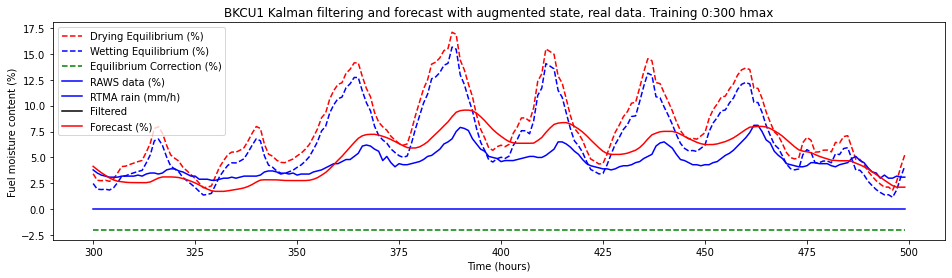 BKCU1 Kalman filtering and forecast with augmented state, real data. Training 0:300 hmax
17.5
15.0
12.5
10.0
7.5
5.0
2.5
0.0
−2.5
Fuel moisture content (%)
Drying Equilibrium (%)
Wetting Equilibrium (%)
Equilibrium Correction (%)
RAWS data (%)
RTMA rain (mm/h)
Filtered
Forecast (%)
300 325 350 375 400 425 450 475 500
Time (hours)